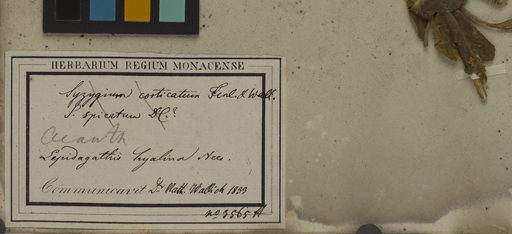 HERBARIUM REGIUM MONACENSE
Syzygium corticatum Herb. Wall.
S. spicatum DC.?
Acanth
Lepidagathis hyalina Nees.
Communicavit Dr. Nath. Wallich 1833
no 3565 A